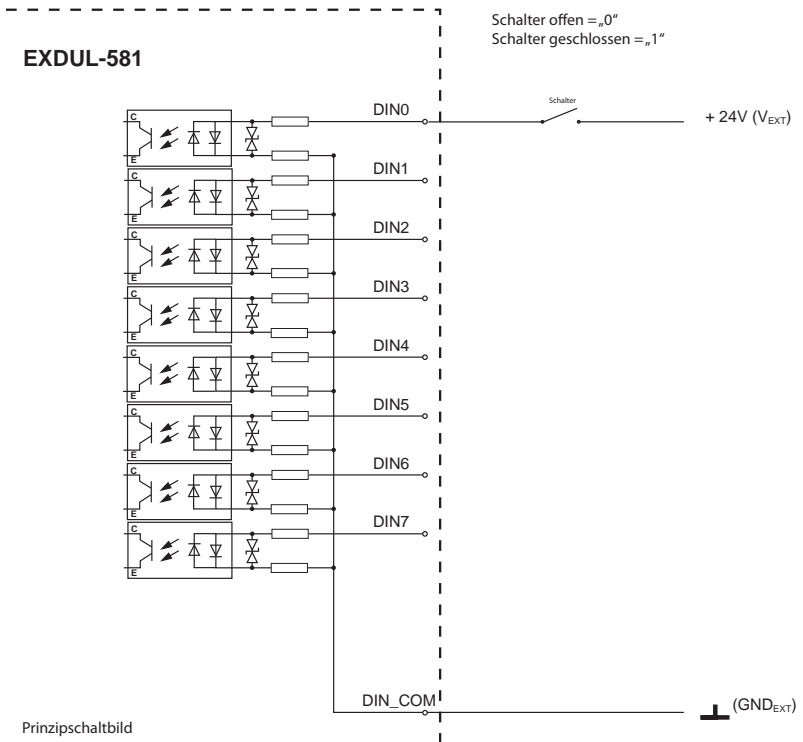 Schalter offen =„0“
Schalter geschlossen =„1“
EXDUL-581
Schalter
+ 24V (VEXT)
C
E
DIN0
C
E
DIN1
C
E
DIN2
C
E
DIN3
C
E
DIN4
C
E
DIN5
C
E
DIN6
C
E
DIN7
DIN_COM
(GNDEXT)
Prinzipschaltbild